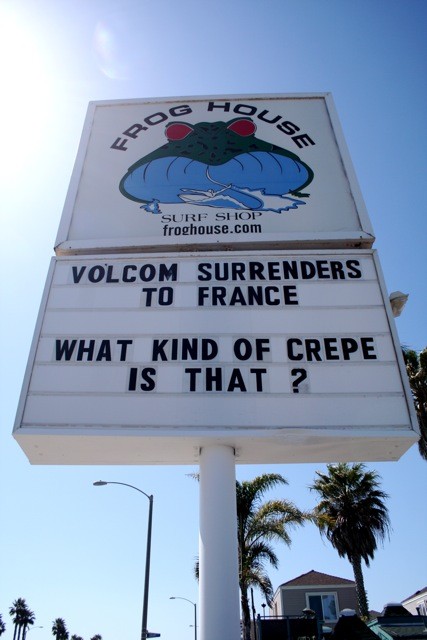 FROG HOUSE
SURF SHOP
froghouse.com
VOLCOM SURRENDERS
TO FRANCE
WHAT KIND OF CREPE
IS THAT ?